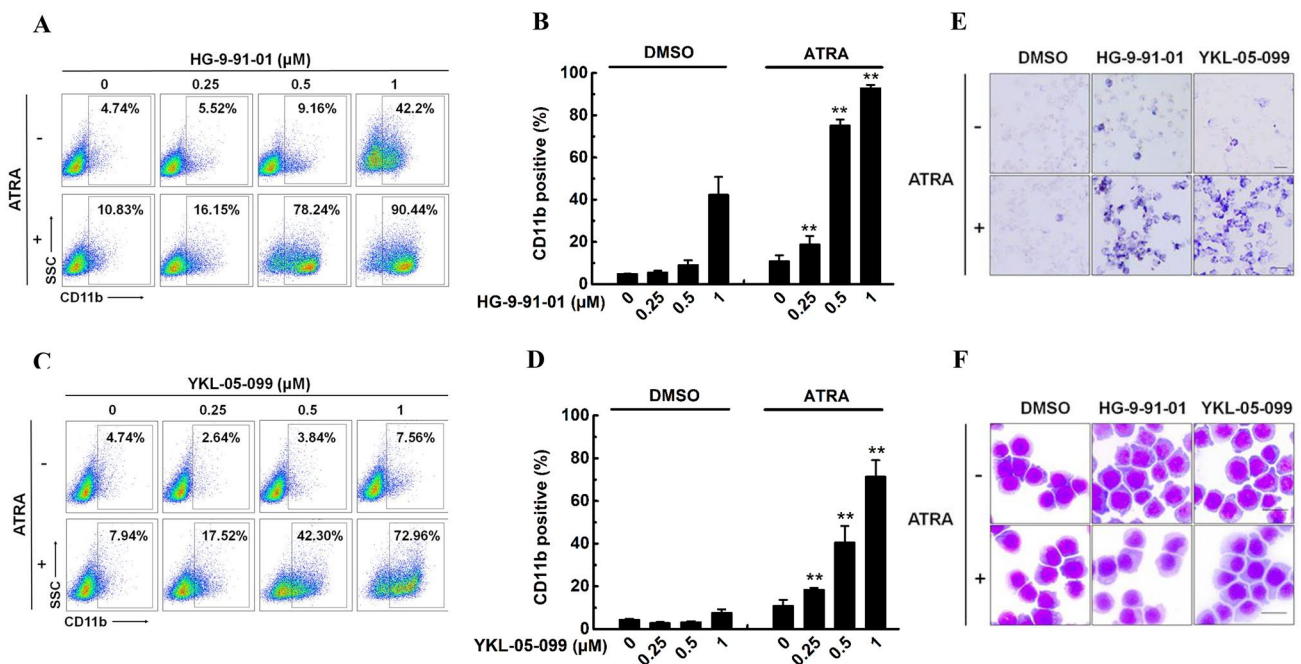 A
HG-9-91-01 (μM)
0 0.25 0.5 1
ATRA
-
4.74% 5.52% 9.16% 42.2%
+
10.83% 16.15% 78.24% 90.44%
SSC
CD11b
B
DMSO ATRA
CD11b positive (%)
100
80
60
40
20
0
** ** **
0 0.25 0.5 1 0 0.25 0.5 1
HG-9-91-01 (μM)
C
YKL-05-099 (μM)
0 0.25 0.5 1
ATRA
-
4.74% 2.64% 3.84% 7.56%
+
7.94% 17.52% 42.30% 72.96%
SSC
CD11b
D
DMSO ATRA
CD11b positive (%)
100
80
60
40
20
0
** ** **
0 0.25 0.5 1 0 0.25 0.5 1
YKL-05-099 (μM)
E
DMSO HG-9-91-01 YKL-05-099
ATRA
-
+
F
DMSO HG-9-91-01 YKL-05-099
ATRA
-
+